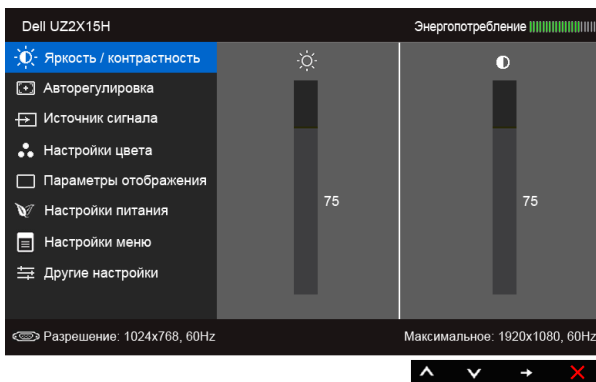 Dell UZ2X15H
Энергопотребление
Яркость / контрастность
Авторегулировка
Источник сигнала
Настройки цвета
Параметры отображения
Настройки питания
Настройки меню
Другие настройки
75
75
Разрешение: 1024x768, 60Hz
Максимальное: 1920x1080, 60Hz